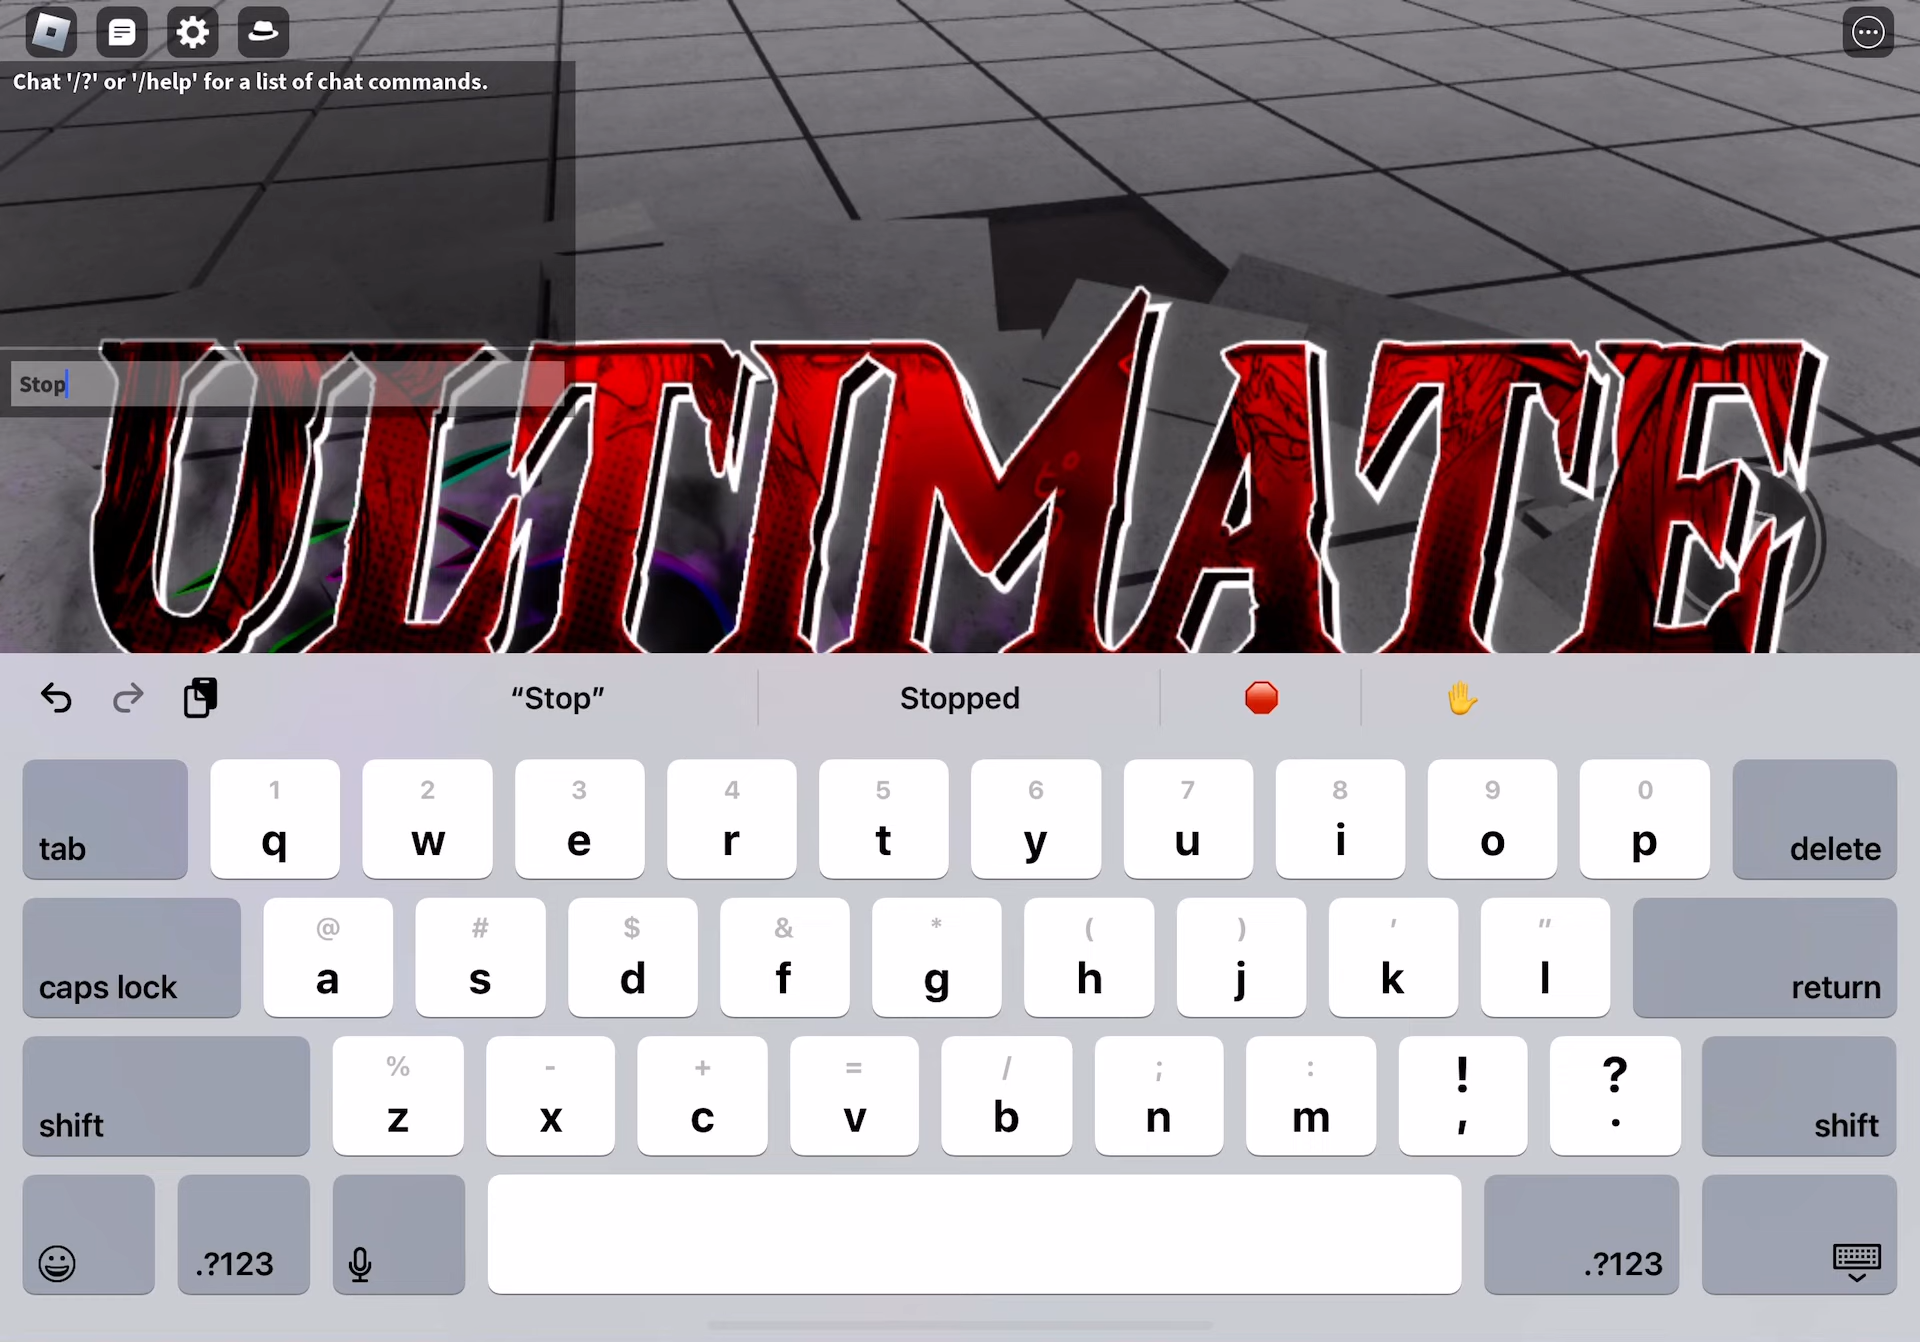 Chat '/?' or '/help' for a list of chat commands.
Stop
ULTIMATE
“Stop” Stopped
1 2 3 4 5 6 7 8 9 0
tab q w e r t y u i o p delete
@ # $ & * ( ) ' "
caps lock a s d f g h j k l return
% - + = / ; : ! ?
shift z x c v b n m , . shift
.?123 .?123